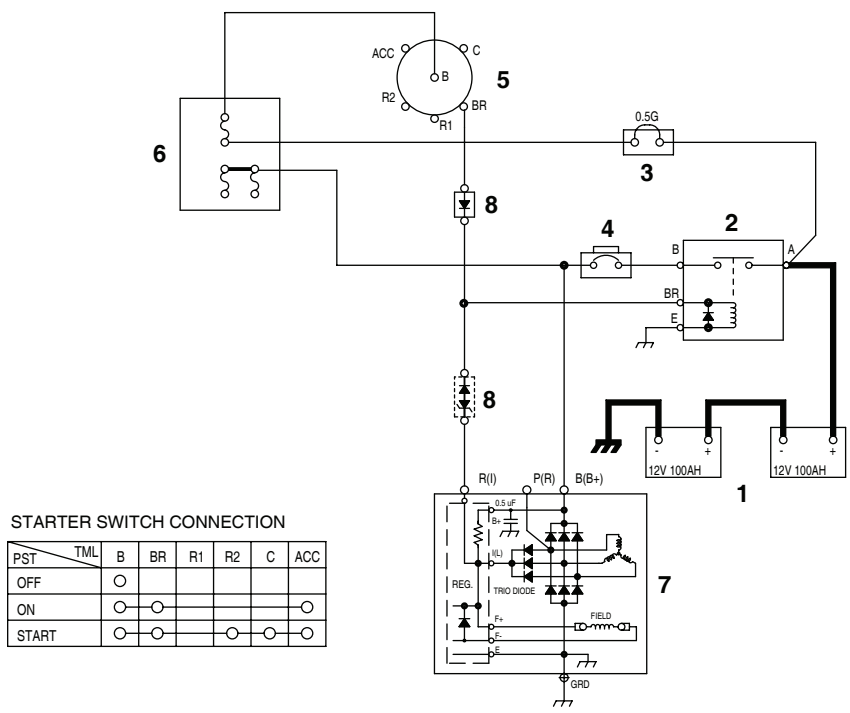 ACC
C
B
5
R2
BR
R1
6
0.5G
3
8
4
2
B
A
BR
E
8
-
+
-
+
12V 100AH
12V 100AH
1
R(I)
P(R)
B(B+)
0.5 uF
B+
I(L)
REG.
TRIO DIODE
7
F+
FIELD
F-
E
GRD
STARTER SWITCH CONNECTION
PST TML B BR R1 R2 C ACC
OFF
ON
START